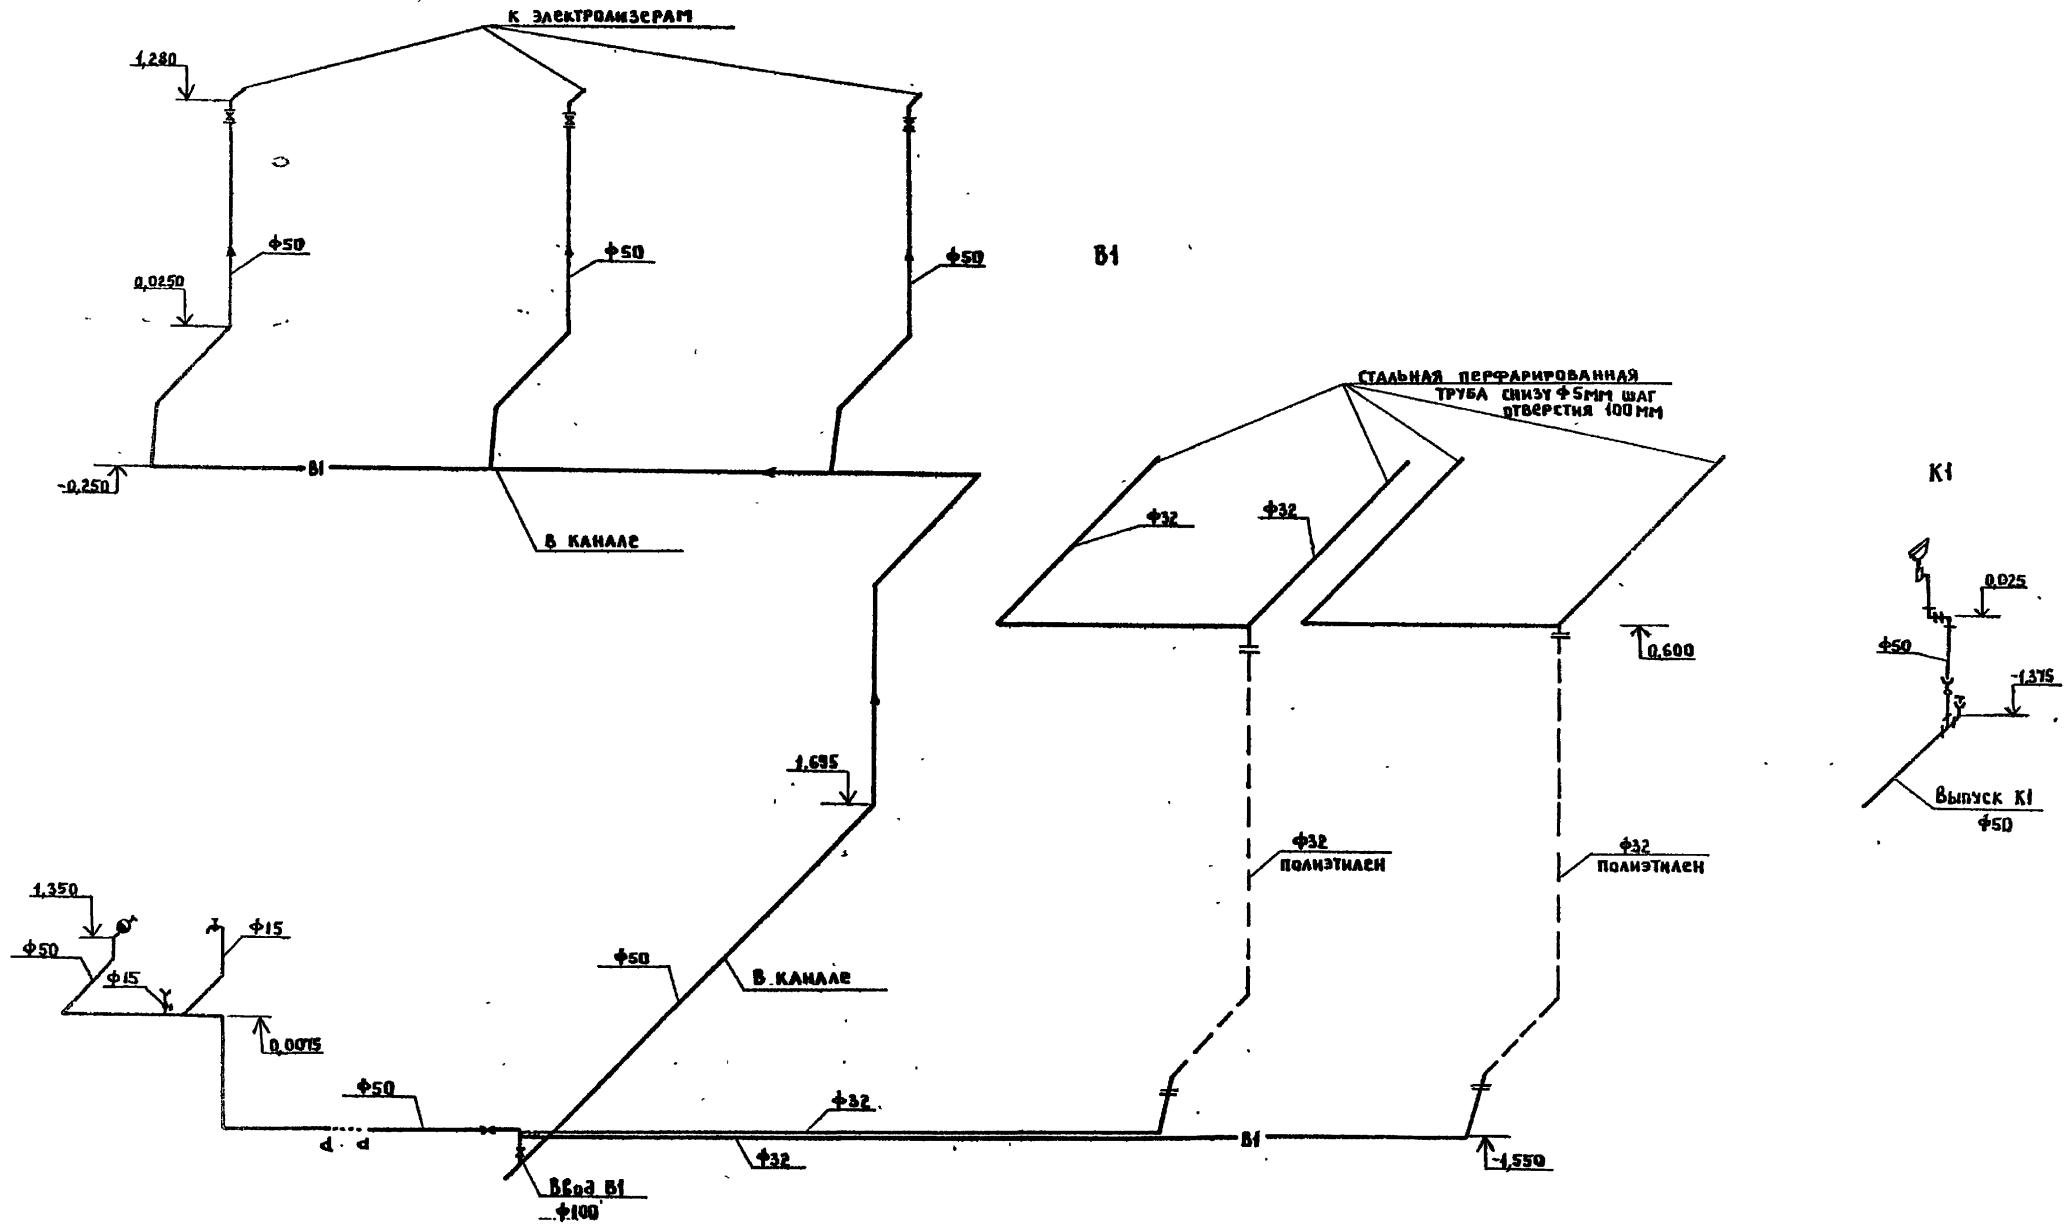 К ЭЛЕКТРОЛИЗЕРАМ
1,280
ф50
ф50
ф50
0,0250
В1
СТАЛЬНАЯ ПЕРФАРИРОВАННАЯ
ТРУБА СНИЗУ Ф5ММ ШАГ
ОТВЕРСТИЯ 100ММ
В1
-0,250
В КАНАЛЕ
ф32
ф32
К1
0,025
ф50
-1,375
0,600
1,695
Выпуск К1
ф50
ф32
ПОЛИЭТИЛЕН
ф32
ПОЛИЭТИЛЕН
1,350
ф50
ф15
ф15
ф50
В КАНАЛЕ
0,0075
ф50
d
d
ф32
ф32
В1
-1,550
Ввод В1
ф100